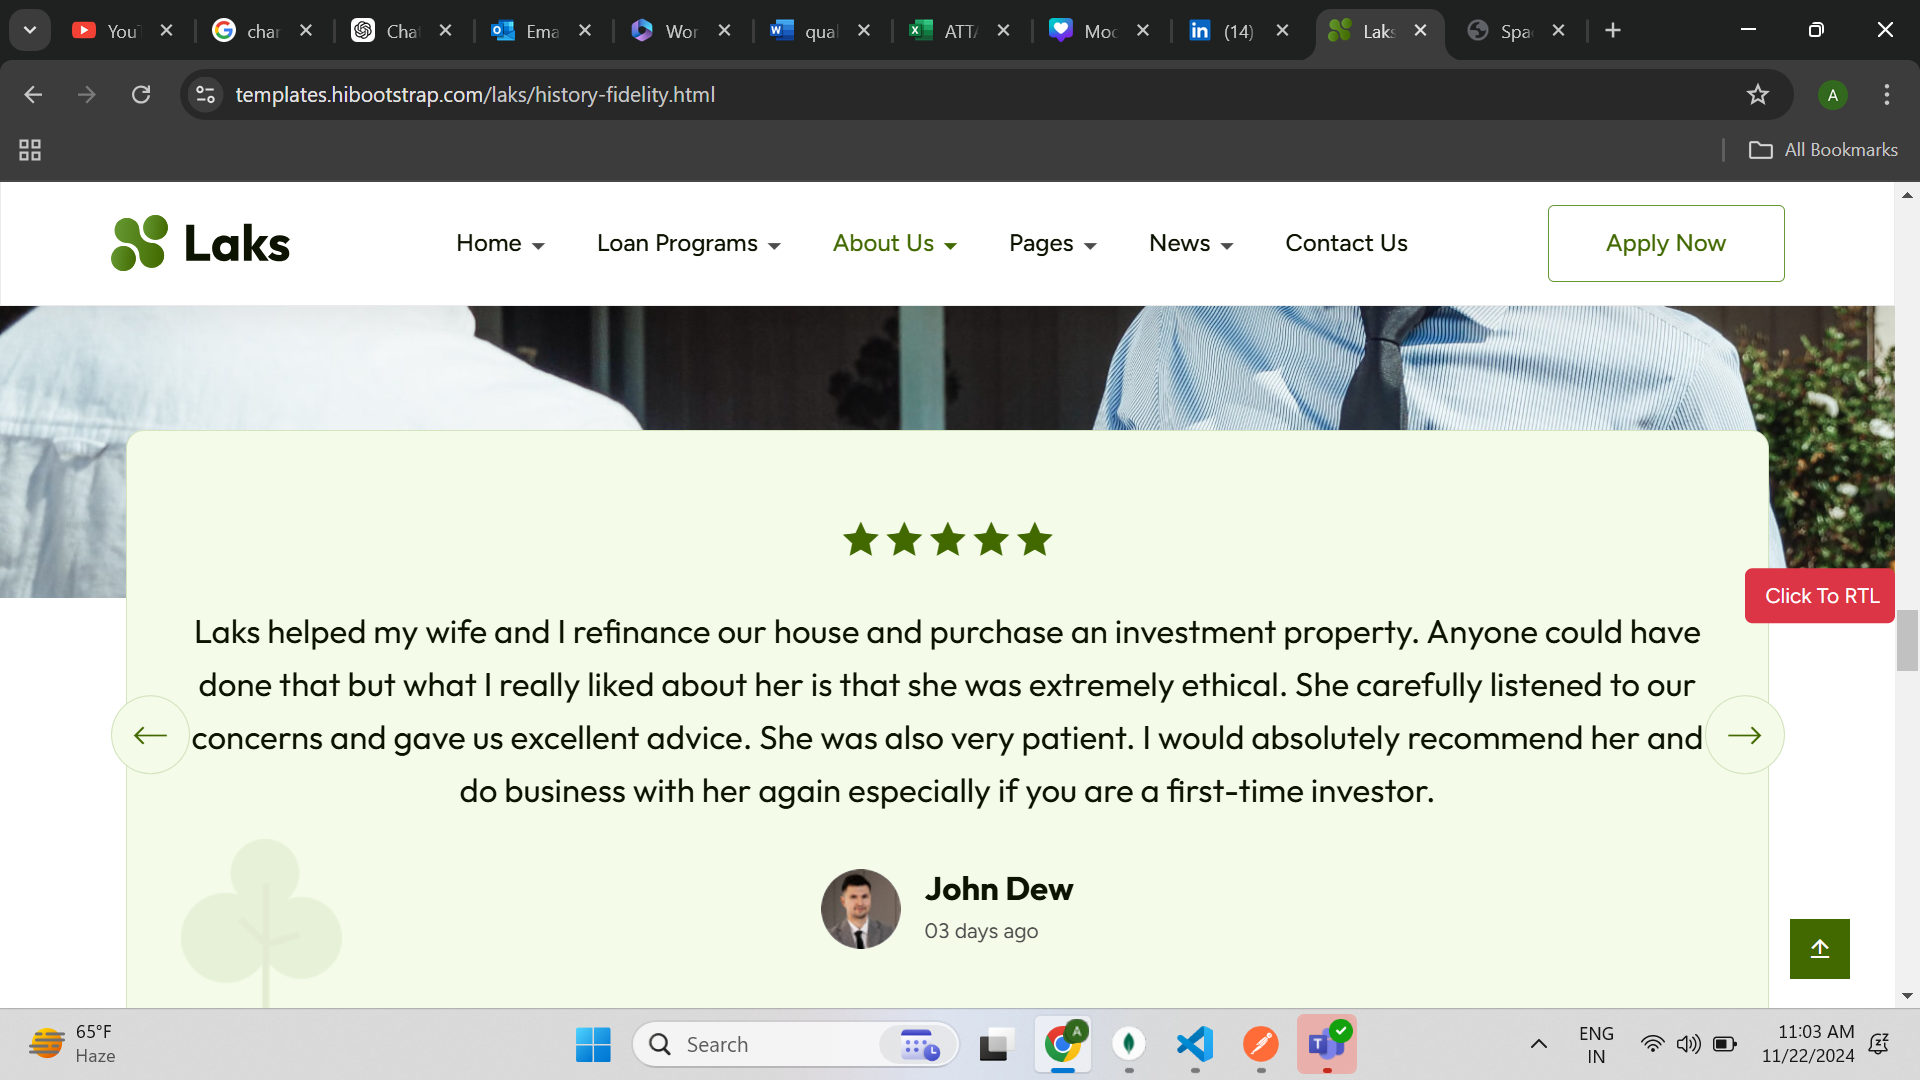 You
char
Cha
Ema
Wor
qual
ATTA
Moc
(14)
Laks
Spac
templates.hibootstrap.com/laks/history-fidelity.html
A
All Bookmarks
Laks
Home
Loan Programs
About Us
Pages
News
Contact Us
Apply Now
Click To RTL
Laks helped my wife and I refinance our house and purchase an investment property. Anyone could have
done that but what I really liked about her is that she was extremely ethical. She carefully listened to our
concerns and gave us excellent advice. She was also very patient. I would absolutely recommend her and
do business with her again especially if you are a first-time investor.
John Dew
03 days ago
65°F
Haze
Search
A
ENG
IN
11:03 AM
11/22/2024